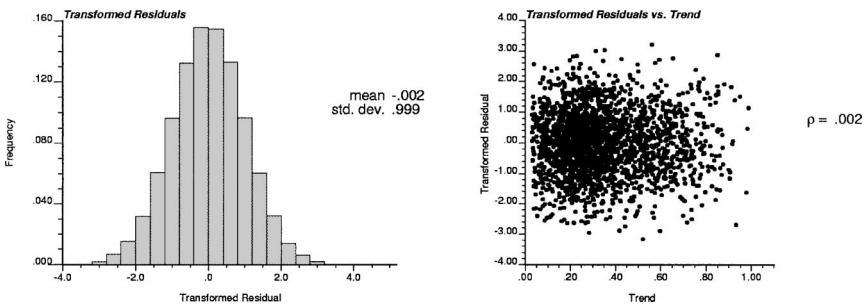 Transformed Residuals
.160
.120
.080
.040
.000
Frequency
-4.0 -2.0 .0 2.0 4.0
Transformed Residual
mean -.002
std. dev. .999
Transformed Residuals vs. Trend
4.00
3.00
2.00
1.00
.00
-1.00
-2.00
-3.00
-4.00
Transformed Residual
.00 .20 .40 .60 .80 1.00
Trend
ρ = .002